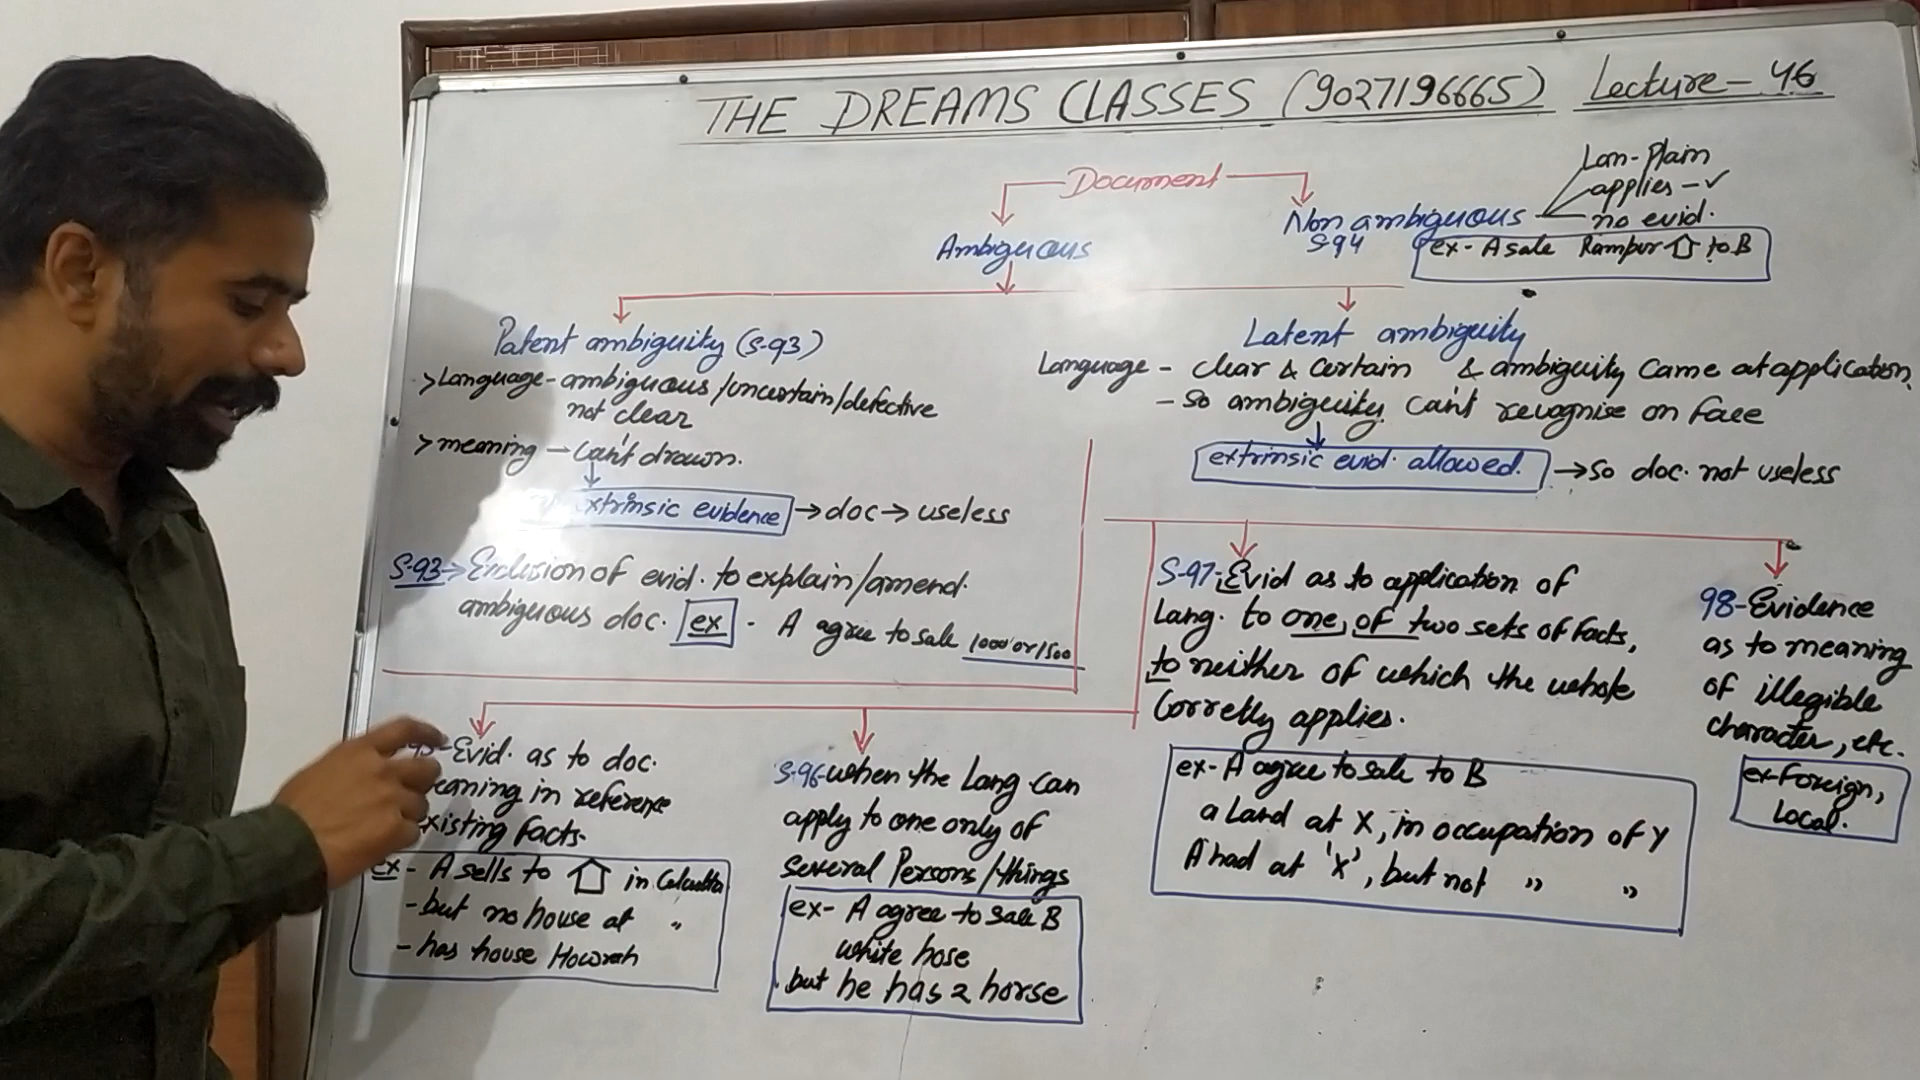 THE DREAMS CLASSES (9027196665) Lecture - 46
Document
Ambiguous
Non ambiguous
S-94
Lan - Plain
applies - ✓
no evid.
ex - A sale Rampur to B
Patent ambiguity (S-93)
> Language - ambiguous/uncertain/defective
not clear
> meaning - Can't drawn.
extrinsic evidence → doc → useless
S-93 → Exclusion of evid. to explain/amend.
ambiguous doc. ex - A agree to sale 1000 or 1500
Latent ambiguity
Language - clear & certain & ambiguity came at application
- so ambiguity can't recognise on face
extrinsic evid. allowed. → So doc. not useless
Evid. as to doc.
meaning in reference
existing facts.
ex - A sells to in Calcutta
- but no house at "
- has house Howrah
S-96- when the Lang can
apply to one only of
several Persons/things
ex- A agree to sale B
white hose
but he has 2 horse
S-97- Evid as to application of
Lang. to one, of two sets of facts,
to neither of which the whole
Correctly applies.
ex- A agree to sale to B
a Land at X, in occupation of Y
A had at 'X', but not " "
98- Evidence
as to meaning
of illegible
character, etc.
ex- Foreign,
Local.